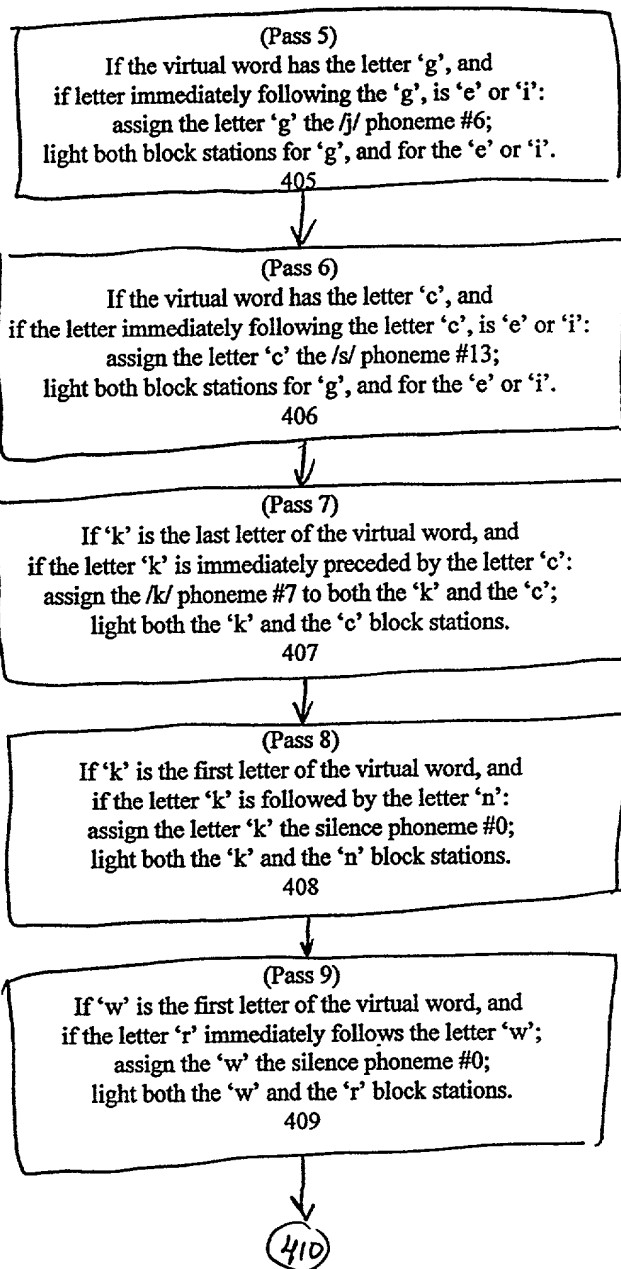 (Pass 5)
If the virtual word has the letter ‘g’, and
if letter immediately following the ‘g’, is ‘e’ or ‘i’:
assign the letter ‘g’ the /j/ phoneme #6;
light both block stations for ‘g’, and for the ‘e’ or ‘i’.
405
(Pass 6)
If the virtual word has the letter ‘c’, and
if the letter immediately following the letter ‘c’, is ‘e’ or ‘i’:
assign the letter ‘c’ the /s/ phoneme #13;
light both block stations for ‘g’, and for the ‘e’ or ‘i’.
406
(Pass 7)
If ‘k’ is the last letter of the virtual word, and
if the letter ‘k’ is immediately preceded by the letter ‘c’:
assign the /k/ phoneme #7 to both the ‘k’ and the ‘c’;
light both the ‘k’ and the ‘c’ block stations.
407
(Pass 8)
If ‘k’ is the first letter of the virtual word, and
if the letter ‘k’ is followed by the letter ‘n’:
assign the letter ‘k’ the silence phoneme #0;
light both the ‘k’ and the ‘n’ block stations.
408
(Pass 9)
If ‘w’ is the first letter of the virtual word, and
if the letter ‘r’ immediately follows the letter ‘w’;
assign the ‘w’ the silence phoneme #0;
light both the ‘w’ and the ‘r’ block stations.
409
410